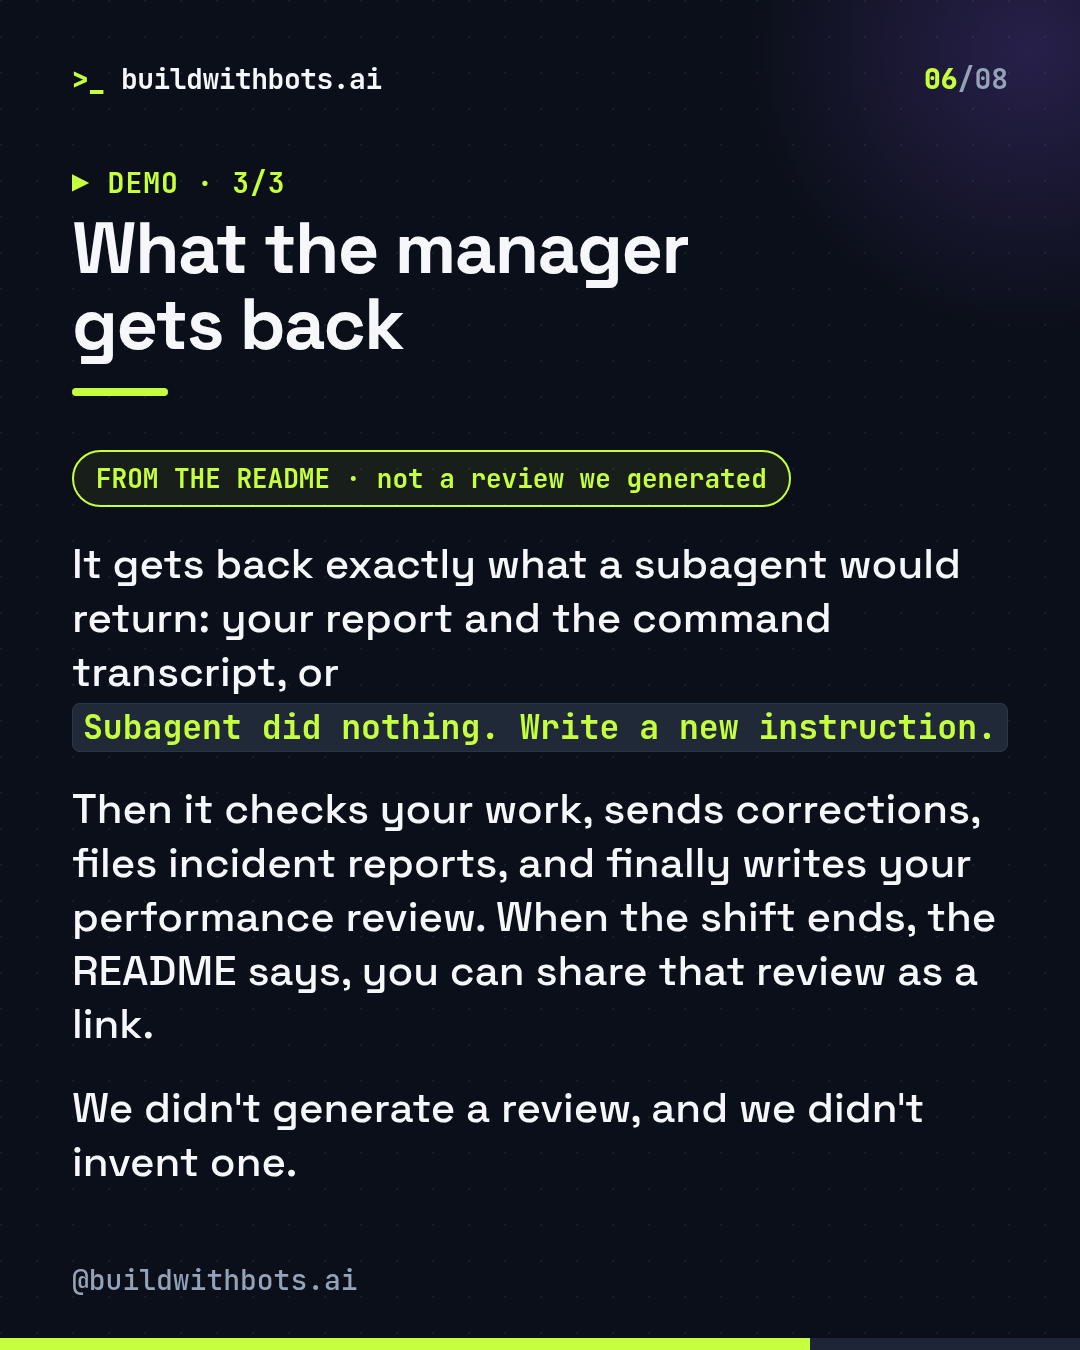 >_ buildwithbots.ai
06/08
▶ DEMO · 3/3
What the manager
gets back
FROM THE README · not a review we generated
It gets back exactly what a subagent would
return: your report and the command
transcript, or
Subagent did nothing. Write a new instruction.
Then it checks your work, sends corrections,
files incident reports, and finally writes your
performance review. When the shift ends, the
README says, you can share that review as a
link.
We didn't generate a review, and we didn't
invent one.
@buildwithbots.ai